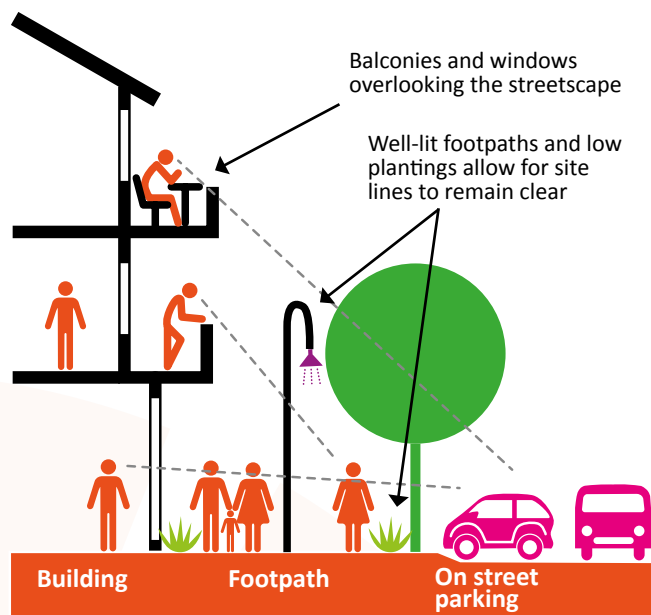 Balconies and windows
overlooking the streetscape
Well-lit footpaths and low
plantings allow for site
lines to remain clear
Building
Footpath
On street
parking